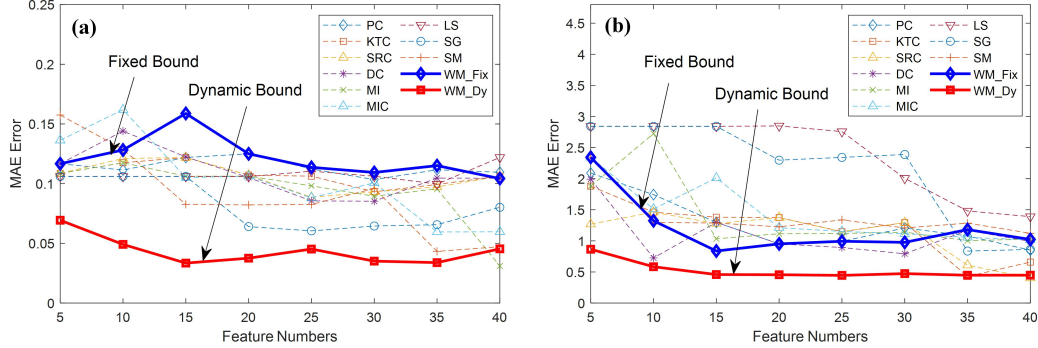 (a)
Fixed Bound
Dynamic Bound
PC
KTC
SRC
DC
MI
MIC
LS
SG
SM
WM_Fix
WM_Dy
0.25
0.2
0.15
0.1
0.05
0
MAE Error
5 10 15 20 25 30 35 40
Feature Numbers
(b)
Fixed Bound
Dynamic Bound
PC
KTC
SRC
DC
MI
MIC
LS
SG
SM
WM_Fix
WM_Dy
4.5
4
3.5
3
2.5
2
1.5
1
0.5
0
MAE Error
5 10 15 20 25 30 35 40
Feature Numbers